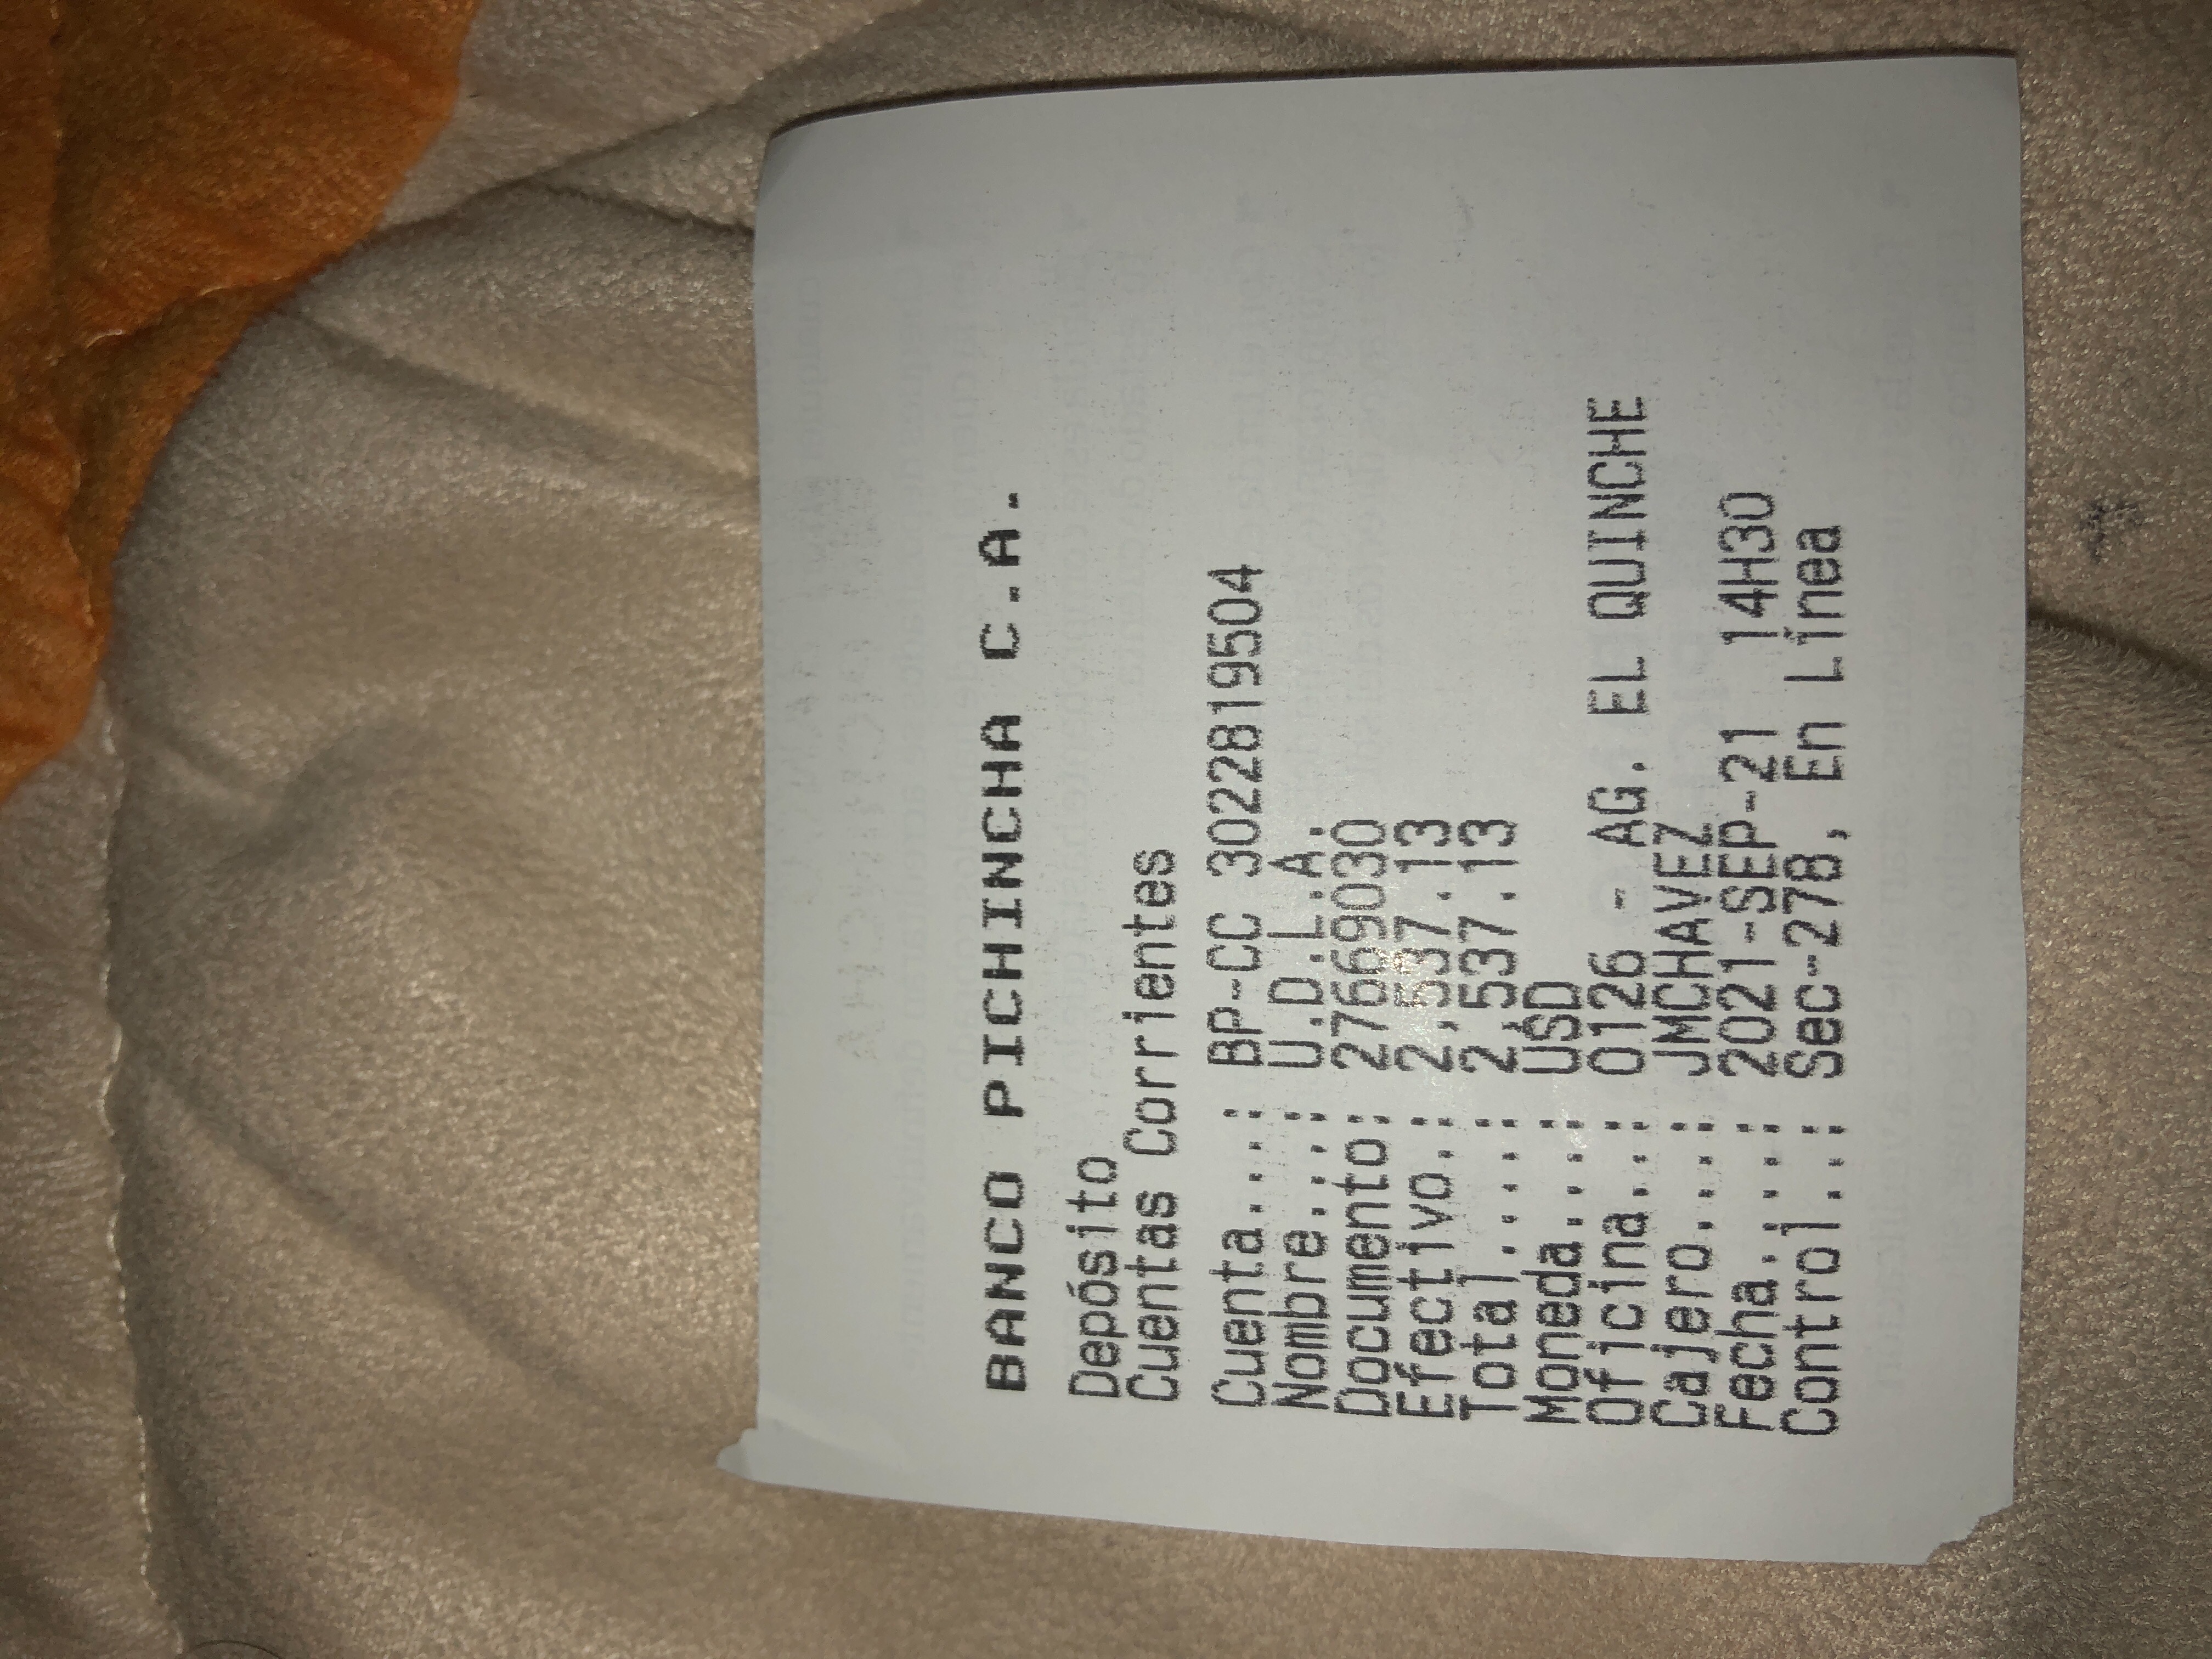 BANCO PICHINCHA C.A.
Depósito
Cuentas Corrientes
Cuenta....: BP-CC 3022819504
Nombre....: U.D.L.A.
Documento: 27669030
Efectivo.: 2,537.13
Total.....: 2,537.13
Moneda....: USD
Oficina...: 0126 - AG. EL QUINCHE
Cajero....: JMCHAVEZ
Fecha.....: 2021-SEP-21 14H30
Control...: Sec-278, En Línea